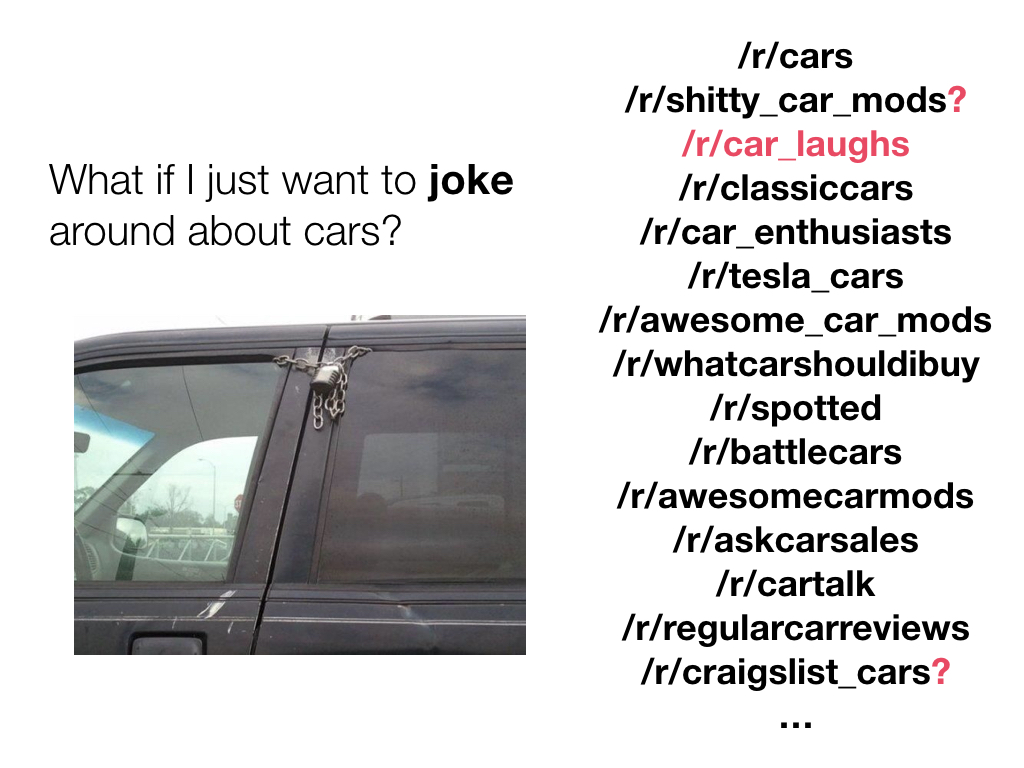 What if I just want to joke
around about cars?
/r/cars
/r/shitty_car_mods?
/r/car_laughs
/r/classiccars
/r/car_enthusiasts
/r/tesla_cars
/r/awesome_car_mods
/r/whatcarshouldibuy
/r/spotted
/r/battlecars
/r/awesomecarmods
/r/askcarsales
/r/cartalk
/r/regularcarreviews
/r/craigslist_cars?
...